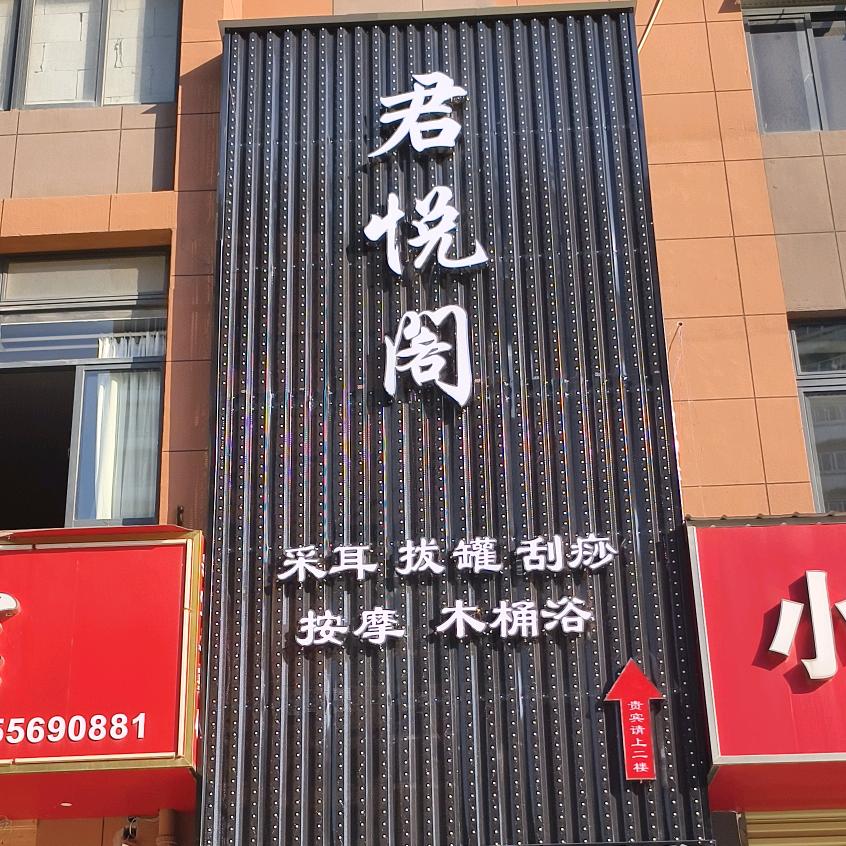 君悦阁
采耳 拔罐 刮痧
按摩 木桶浴
贵宾请上二楼
55690881
小